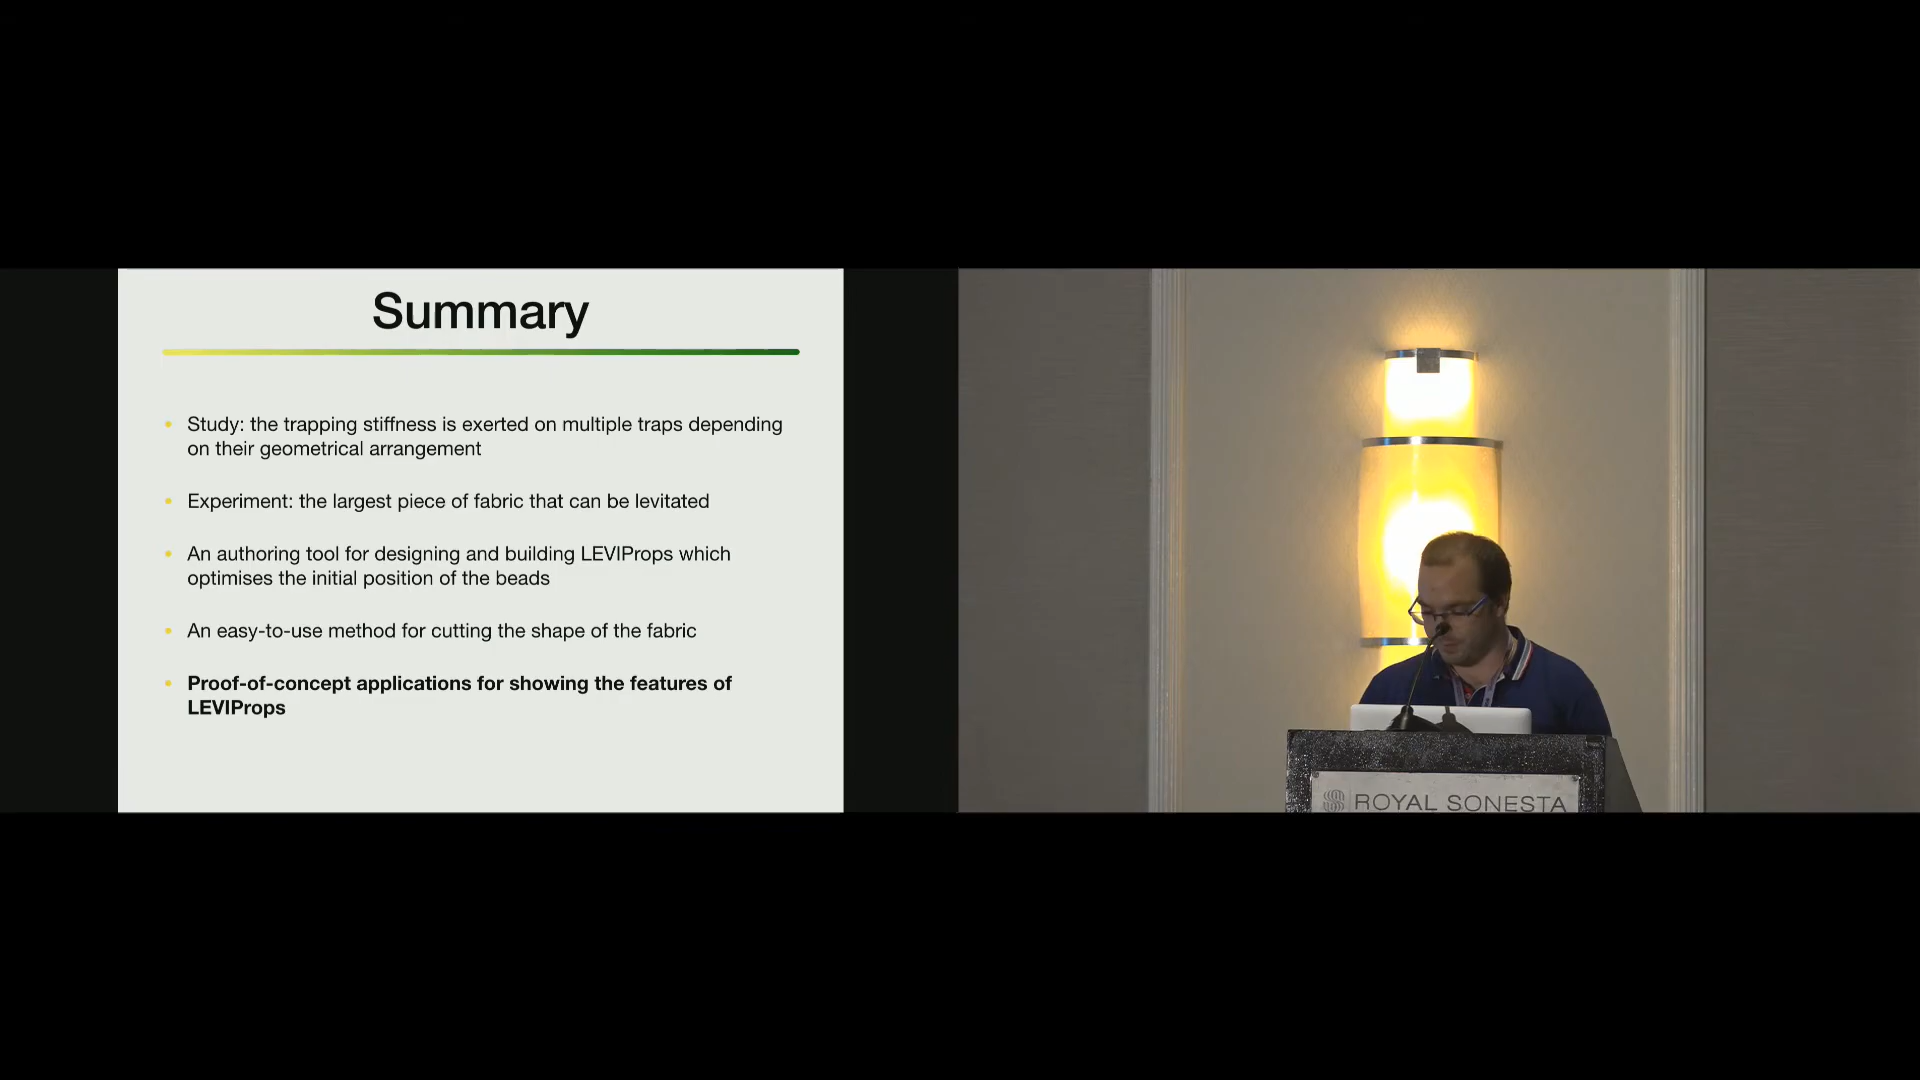 Summary
• Study: the trapping stiffness is exerted on multiple traps depending
on their geometrical arrangement
• Experiment: the largest piece of fabric that can be levitated
• An authoring tool for designing and building LEVIProps which
optimises the initial position of the beads
• An easy-to-use method for cutting the shape of the fabric
• Proof-of-concept applications for showing the features of
LEVIProps
ROYAL SONESTA